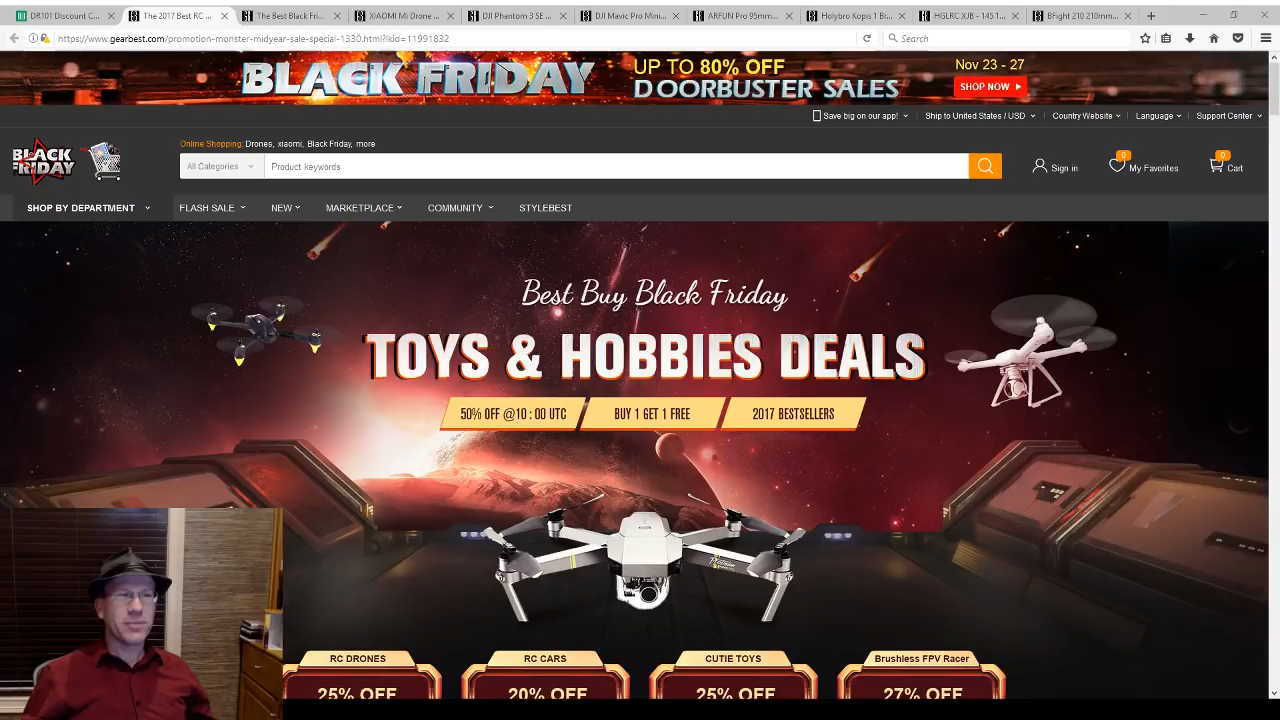 DR101 Discount C...
The 2017 Best RC ...
The Best Black Fri...
XIAOMI Mi Drone ...
DJI Phantom 3 SE ...
DJI Mavic Pro Mini...
ARFUN Pro 95mm...
Holybro Kopis 1 Br...
HGLRC XJB - 145 1...
BFight 210 210mm...
https://www.gearbest.com/promotion-monster-midyear-sale-special-1330.html?lkid=11991832
Search
BLACK FRIDAY
UP TO 80% OFF
DOORBUSTER SALES
Nov 23 - 27
SHOP NOW
Save big on our app!
Ship to United States / USD
Country Website
Language
Support Center
BLACK FRIDAY
Online Shopping: Drones, xiaomi, Black Friday, more
All Categories
Product keywords
Sign in
0
My Favorites
0
Cart
SHOP BY DEPARTMENT
FLASH SALE
NEW
MARKETPLACE
COMMUNITY
STYLEBEST
Best Buy Black Friday
TOYS & HOBBIES DEALS
50% OFF @10 : 00 UTC
BUY 1 GET 1 FREE
2017 BESTSELLERS
RC DRONES
25% OFF
RC CARS
20% OFF
CUTIE TOYS
25% OFF
Brushless FPV Racer
27% OFF